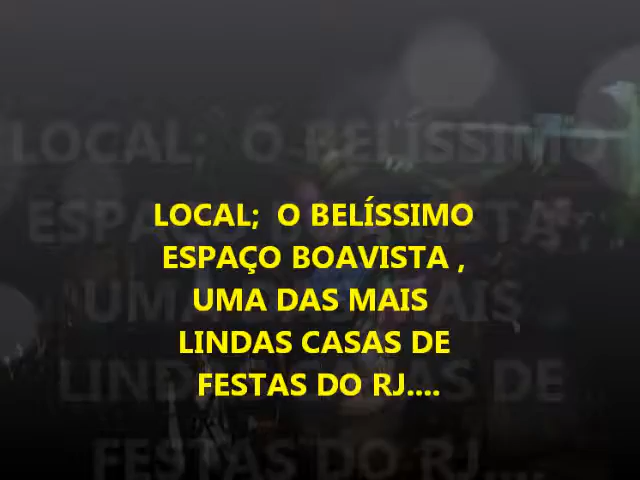 LOCAL;  O BELÍSSIMO
ESPAÇO BOAVISTA ,
UMA DAS MAIS
LINDAS CASAS DE
FESTAS DO RJ....